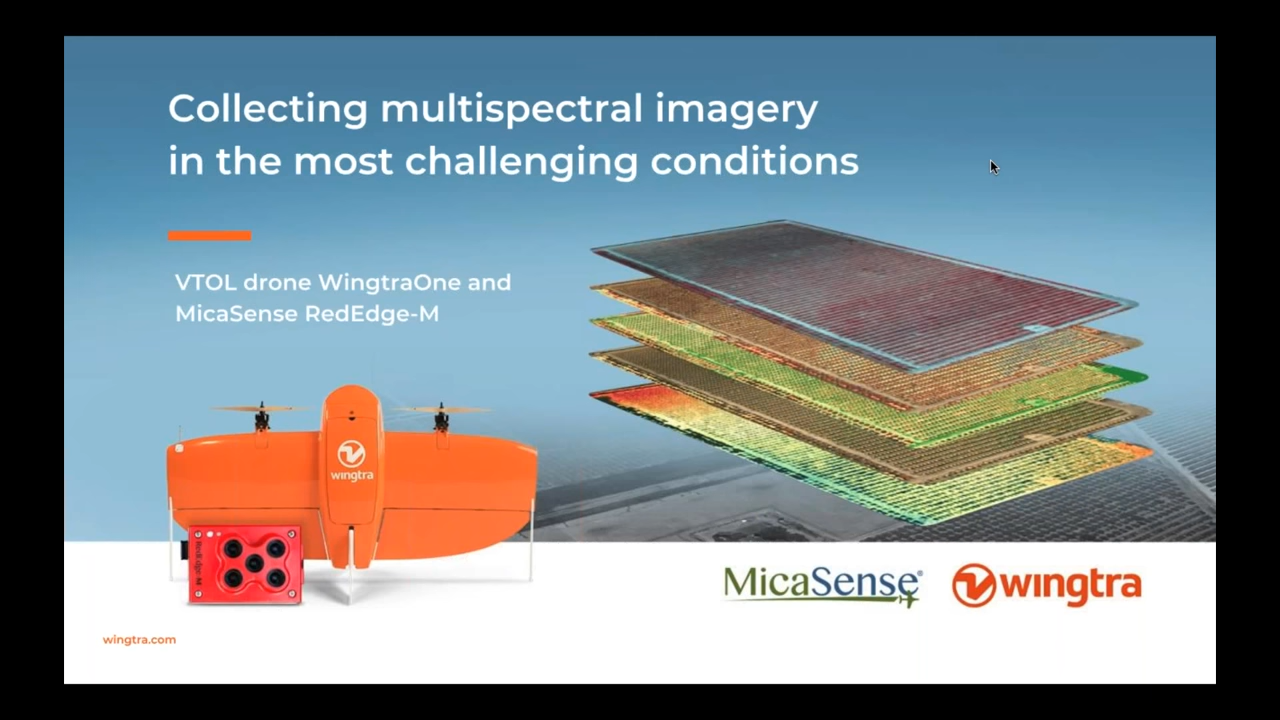 Collecting multispectral imagery
in the most challenging conditions
VTOL drone WingtraOne and
MicaSense RedEdge-M
wingtra
RedEdge-M
MicaSense®
wingtra
wingtra.com